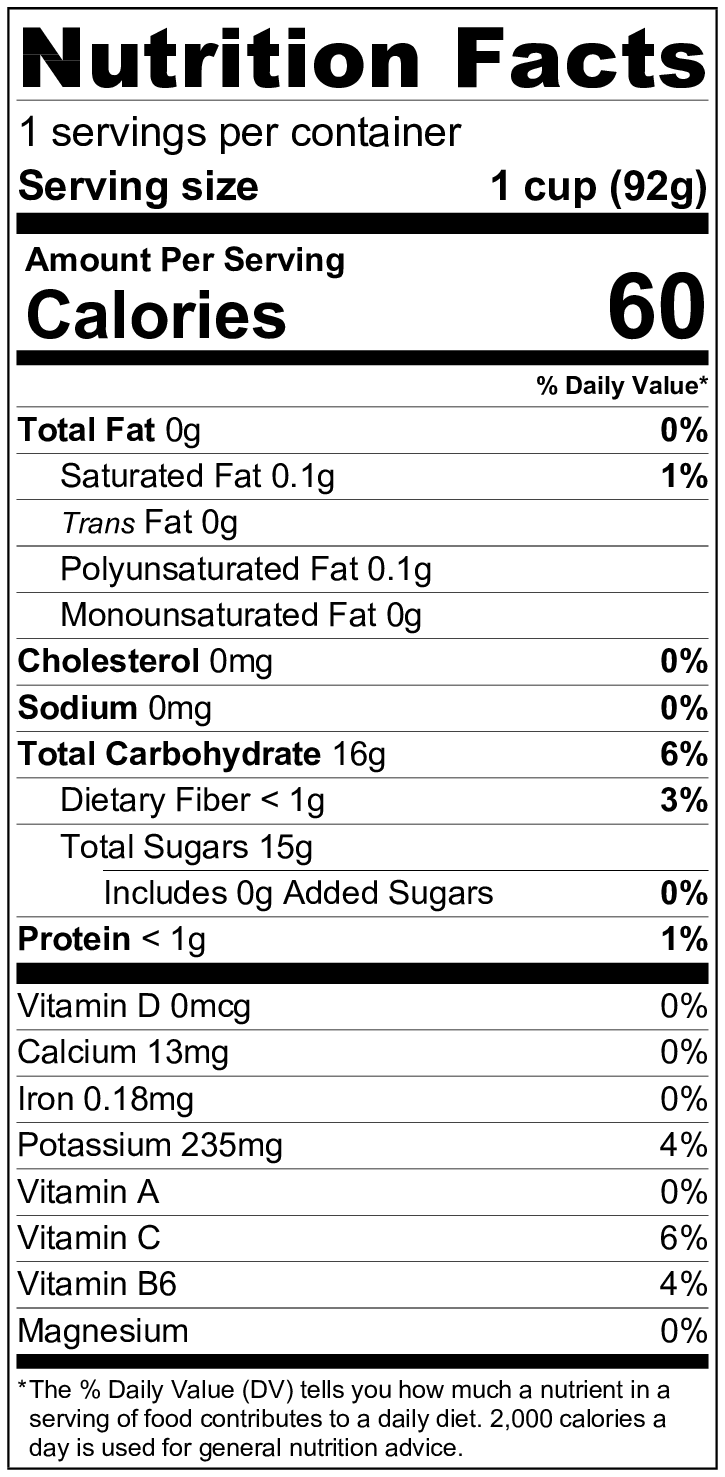 Nutrition Facts
1 servings per container
Serving size 1 cup (92g)
Amount Per Serving
Calories 60
% Daily Value*
Total Fat 0g 0%
Saturated Fat 0.1g 1%
Trans Fat 0g
Polyunsaturated Fat 0.1g
Monounsaturated Fat 0g
Cholesterol 0mg 0%
Sodium 0mg 0%
Total Carbohydrate 16g 6%
Dietary Fiber < 1g 3%
Total Sugars 15g
Includes 0g Added Sugars 0%
Protein < 1g 1%
Vitamin D 0mcg 0%
Calcium 13mg 0%
Iron 0.18mg 0%
Potassium 235mg 4%
Vitamin A 0%
Vitamin C 6%
Vitamin B6 4%
Magnesium 0%
*The % Daily Value (DV) tells you how much a nutrient in a
serving of food contributes to a daily diet. 2,000 calories a
day is used for general nutrition advice.